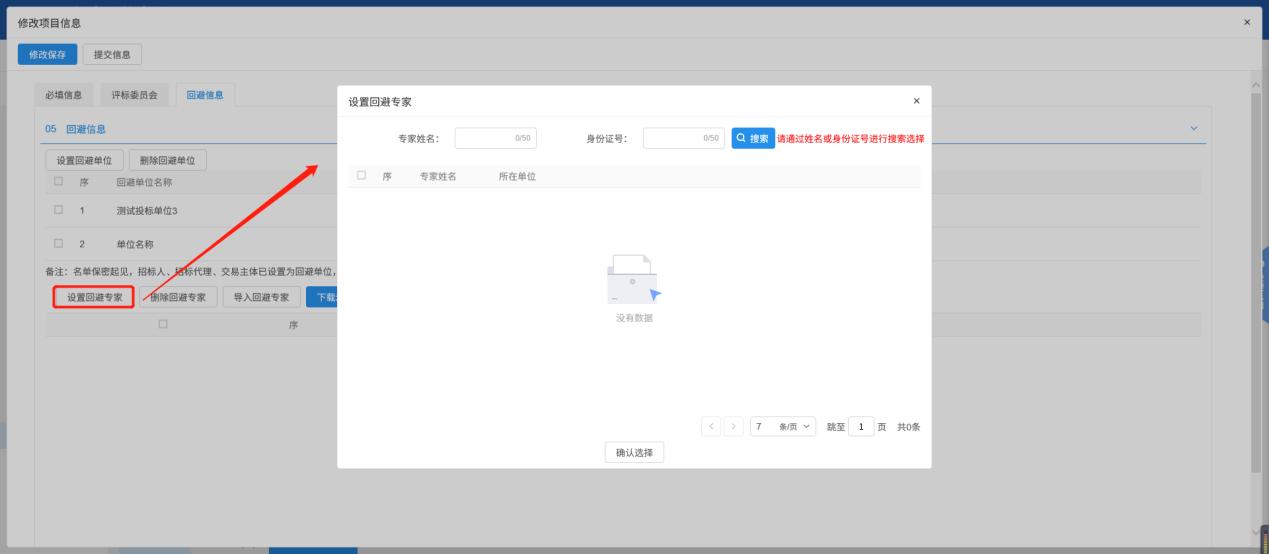 修改项目信息 ×
修改保存 提交信息
必填信息 评标委员会 回避信息
05 回避信息
设置回避单位 删除回避单位
序 回避单位名称
1 测试投标单位3
2 单位名称
备注：名单保密起见，招标人、招标代理、交易主体已设置为回避单位，
设置回避专家 删除回避专家 导入回避专家 下载
序
设置回避专家 ×
专家姓名： 0/50 身份证号： 0/50 搜索 请通过姓名或身份证号进行搜索选择
序 专家姓名 所在单位
没有数据
7 条/页 跳至 1 页 共0条
确认选择